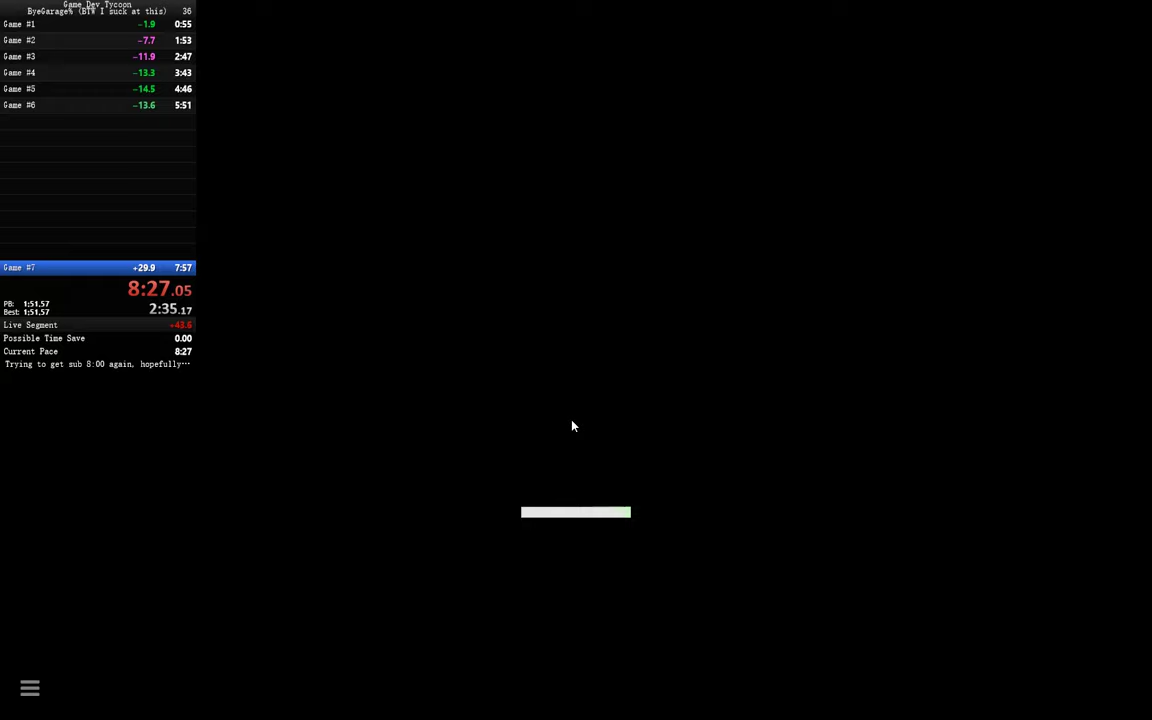 Game Dev Tycoon
ByeGarage% (BTW I suck at this) 36
Game #1 -1.9 0:55
Game #2 -7.7 1:53
Game #3 -11.9 2:47
Game #4 -13.3 3:43
Game #5 -14.5 4:46
Game #6 -13.6 5:51
Game #7 +29.9 7:57
8:27.05
PB: 1:51.57
Best: 1:51.57
2:35.17
Live Segment +43.6
Possible Time Save 0.00
Current Pace 8:27
Trying to get sub 8:00 again, hopefully…